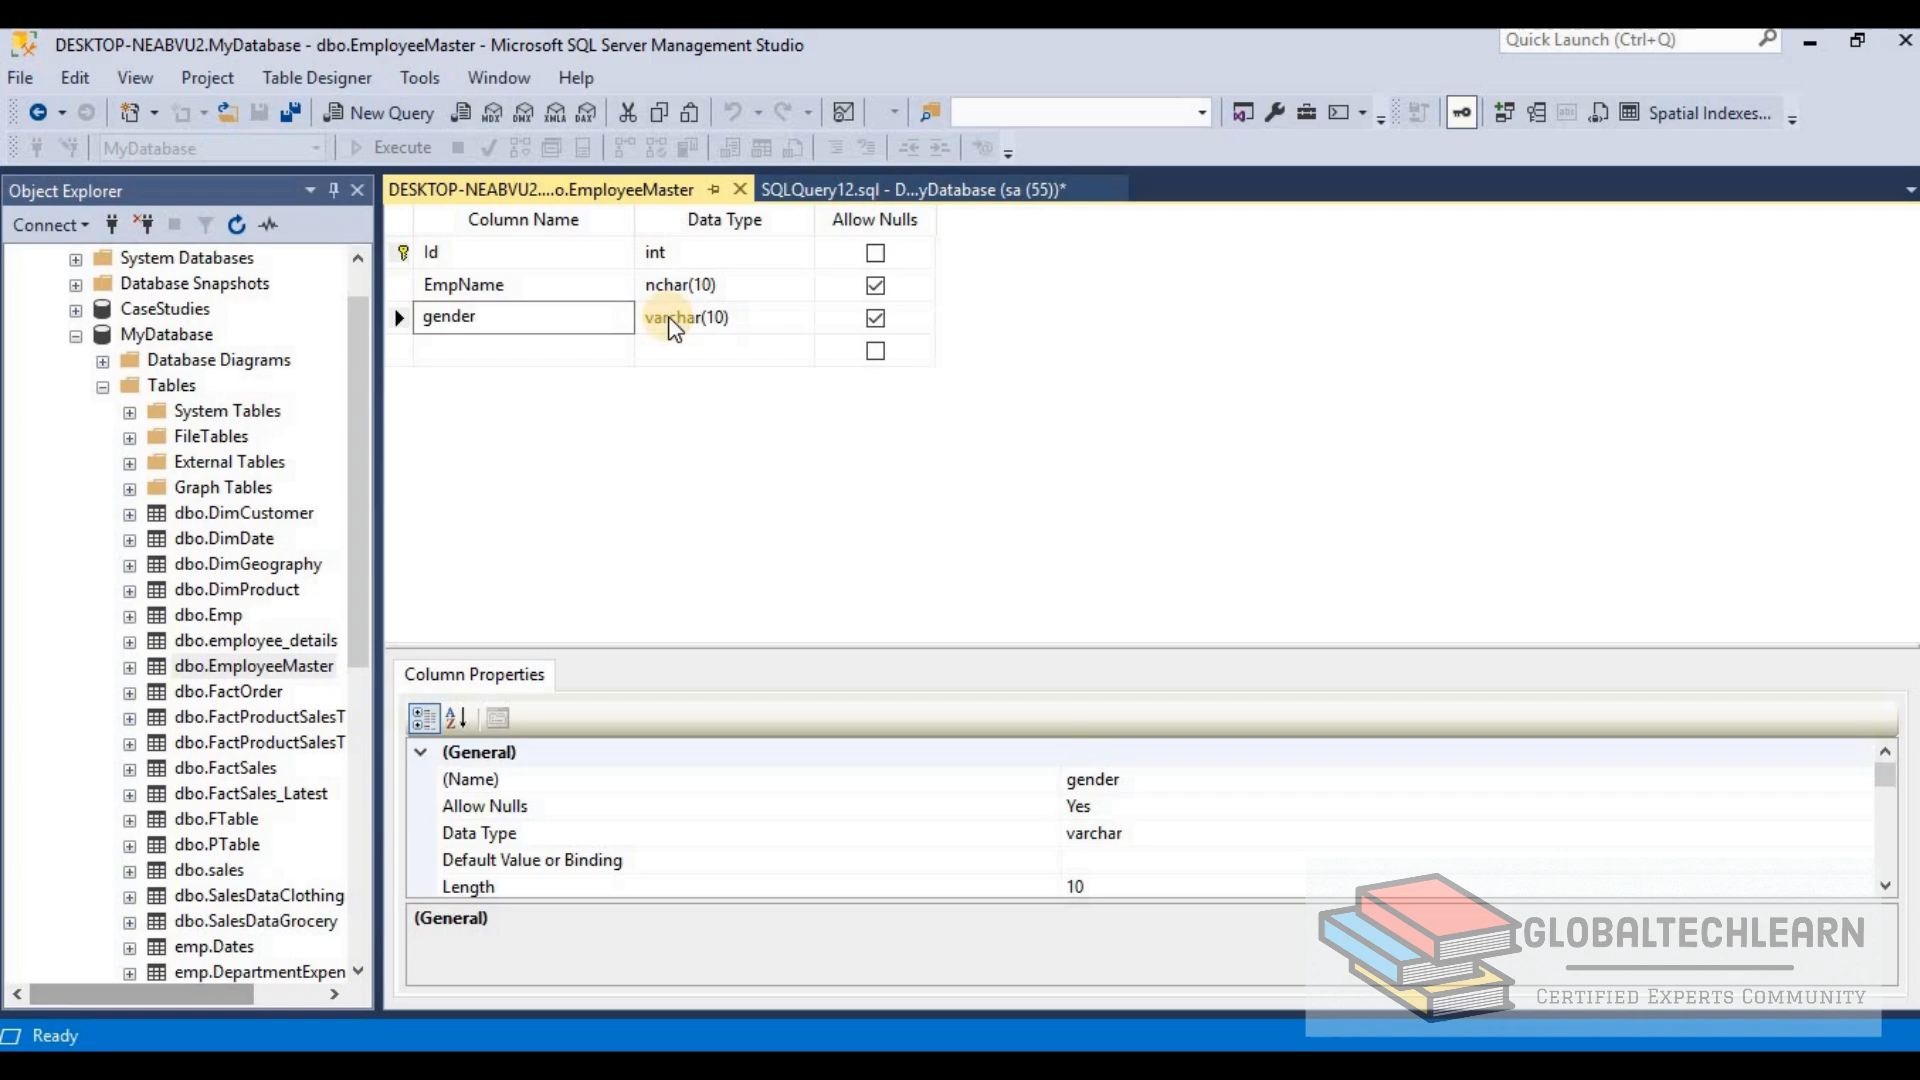 DESKTOP-NEABVU2.MyDatabase - dbo.EmployeeMaster - Microsoft SQL Server Management Studio
Quick Launch (Ctrl+Q)
File Edit View Project Table Designer Tools Window Help
New Query MDX DMX XMLA DAX Spatial Indexes...
MyDatabase Execute
Object Explorer
DESKTOP-NEABVU2....o.EmployeeMaster SQLQuery12.sql - D...yDatabase (sa (55))*
Connect
System Databases
Database Snapshots
CaseStudies
MyDatabase
Database Diagrams
Tables
System Tables
FileTables
External Tables
Graph Tables
dbo.DimCustomer
dbo.DimDate
dbo.DimGeography
dbo.DimProduct
dbo.Emp
dbo.employee_details
dbo.EmployeeMaster
dbo.FactOrder
dbo.FactProductSalesT
dbo.FactProductSalesT
dbo.FactSales
dbo.FactSales_Latest
dbo.FTable
dbo.PTable
dbo.sales
dbo.SalesDataClothing
dbo.SalesDataGrocery
emp.Dates
emp.DepartmentExpen
Column Name Data Type Allow Nulls
Id int
EmpName nchar(10)
gender varchar(10)
Column Properties
(General)
(Name) gender
Allow Nulls Yes
Data Type varchar
Default Value or Binding
Length 10
(General)
GLOBALTECHLEARN
CERTIFIED EXPERTS COMMUNITY
Ready